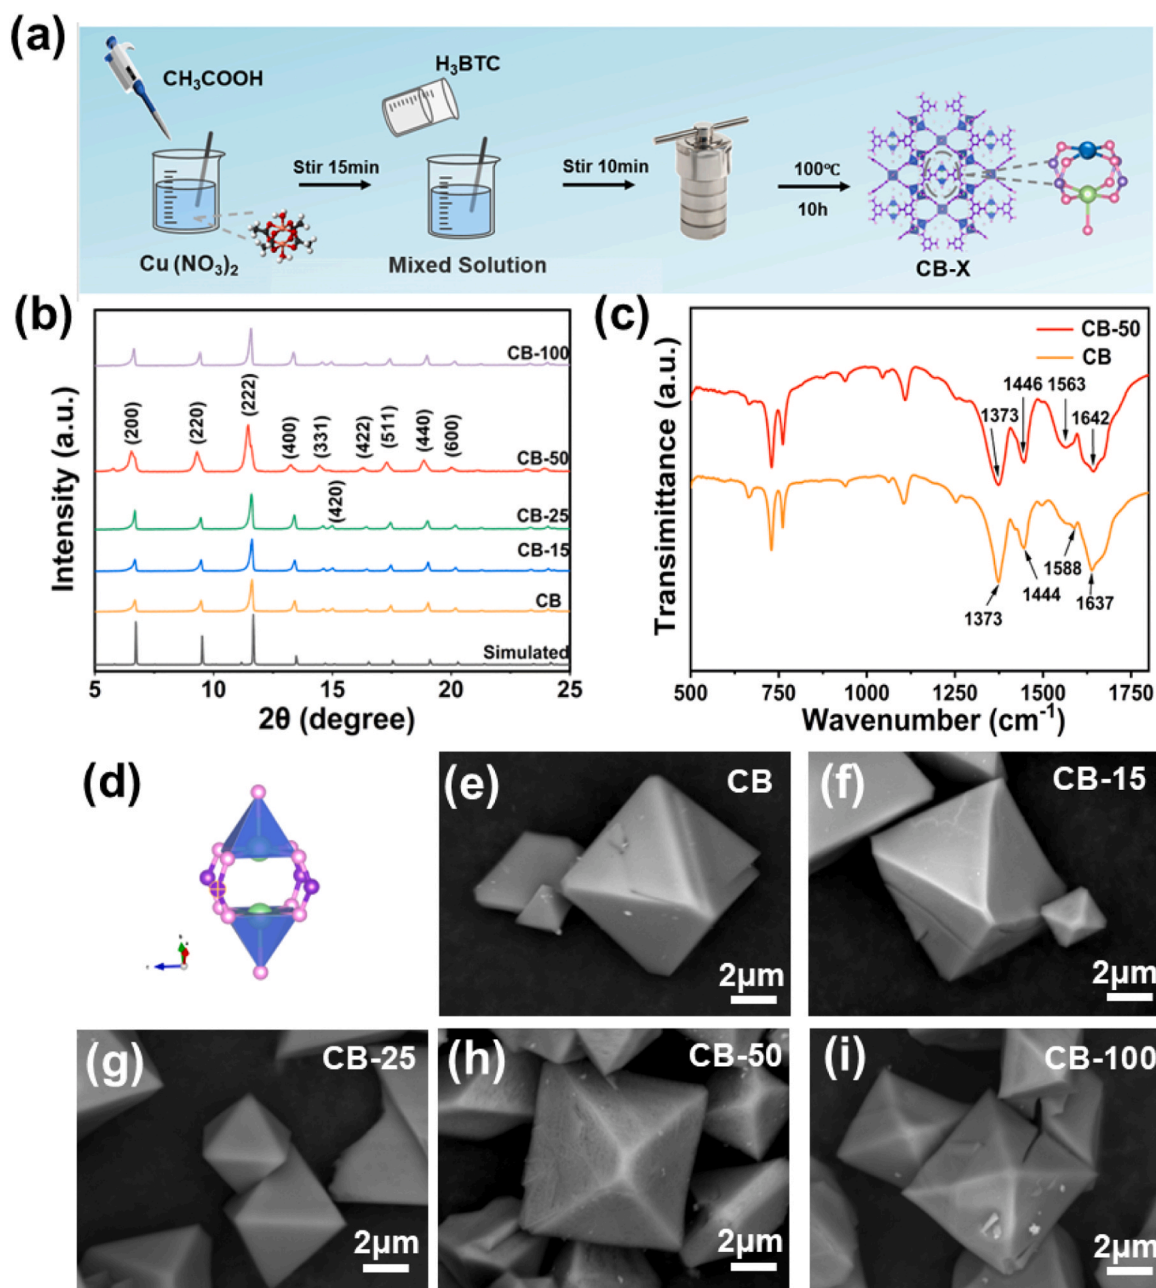 (a)
CH₃COOH
H₃BTC
Stir 15min
Stir 10min
100℃
10h
Cu(NO₃)₂
Mixed Solution
CB-X
(b)
Intensity (a.u.)
CB-100
(200)
(220)
(222)
(400)
(331)
(422)
(511)
(440)
(600)
CB-50
(420)
CB-25
CB-15
CB
Simulated
5 10 15 20 25
2θ (degree)
(c)
Transimittance (a.u.)
CB-50
CB
1446 1563
1373 1642
1588
1444
1373 1637
500 750 1000 1250 1500 1750
Wavenumber (cm⁻¹)
(d)
(e) CB
2μm
(f) CB-15
2μm
(g) CB-25
2μm
(h) CB-50
2μm
(i) CB-100
2μm